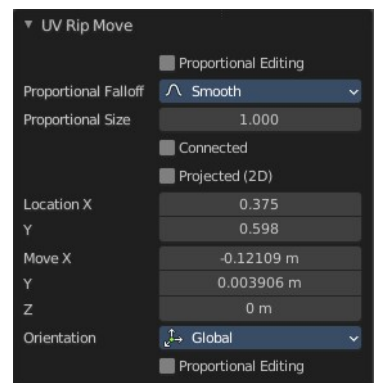 UV Rip Move
Proportional Editing
Proportional Falloff Smooth
Proportional Size 1.000
Connected
Projected (2D)
Location X 0.375
Y 0.598
Move X -0.12109 m
Y 0.003906 m
Z 0 m
Orientation Global
Proportional Editing